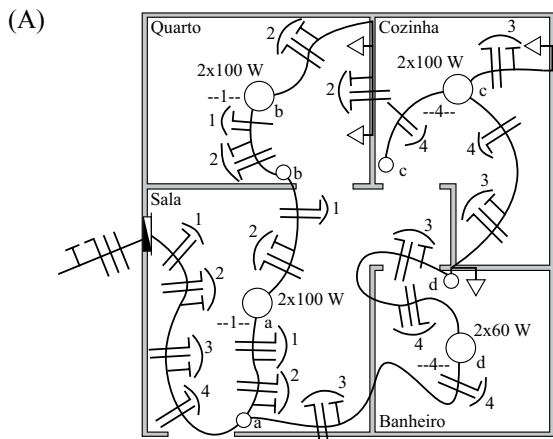 (A)
Quarto
Cozinha
2
3
2x100 W
2x100 W
--1--
b
2
c
--4--
1
4
4
2
b
c
Sala
1
1
3
3
2
2
d
2x100 W
a
--1--
4
2x60 W
3
1
--4--
d
2
4
3
4
a
Banheiro